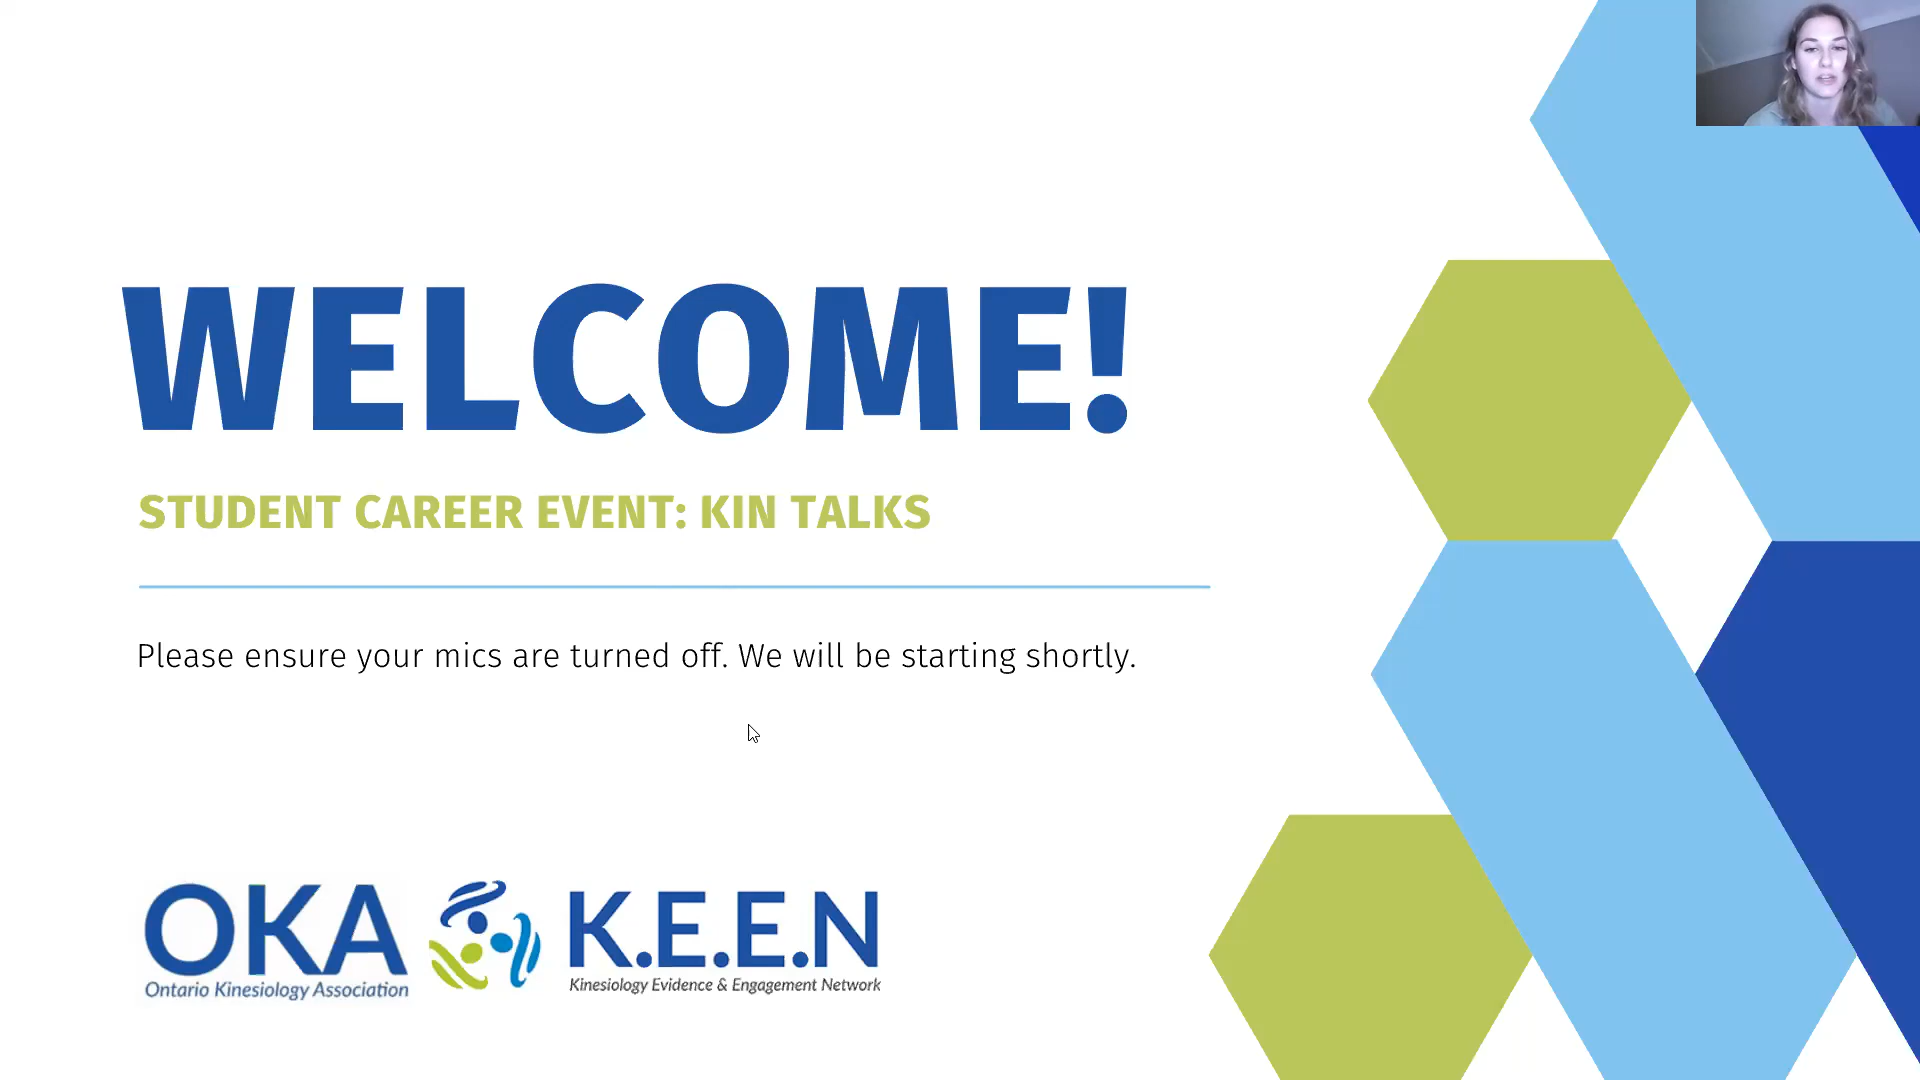 WELCOME!
STUDENT CAREER EVENT: KIN TALKS
Please ensure your mics are turned off. We will be starting shortly.
OKA
Ontario Kinesiology Association
K.E.E.N
Kinesiology Evidence & Engagement Network